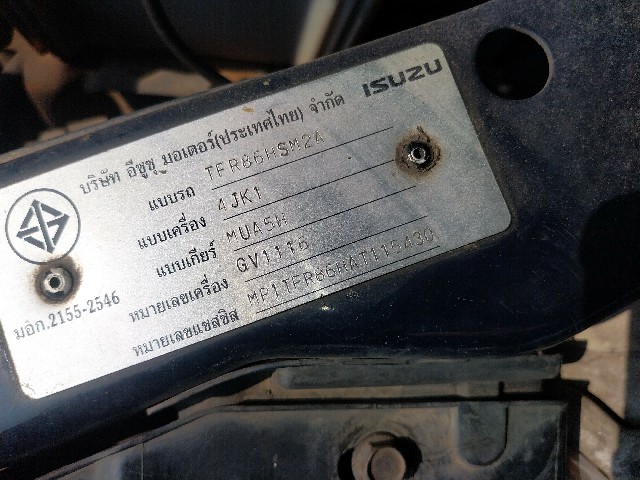 ISUZU
บริษัท อีซูซุ มอเตอร์(ประเทศไทย) จำกัด
แบบรถ TFR86HSM2A
แบบเครื่อง 4JK1
แบบเกียร์ MUA5H
หมายเลขเครื่อง GV1116
หมายเลขแชสซีส MP1TFR86HAT115430
มอก.2155-2546